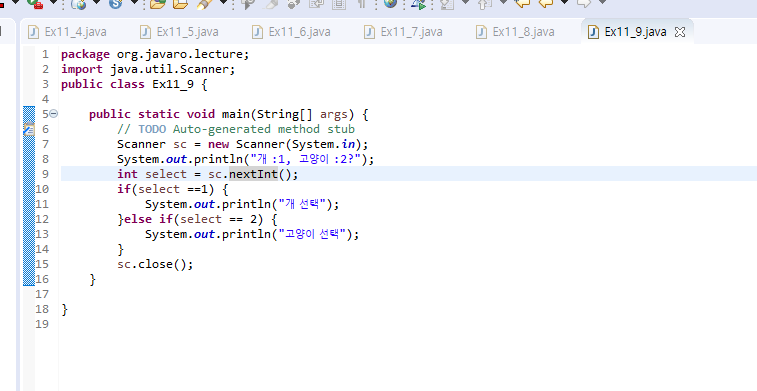 Ex11_4.java Ex11_5.java Ex11_6.java Ex11_7.java Ex11_8.java Ex11_9.java
1 package org.javaro.lecture;
2 import java.util.Scanner;
3 public class Ex11_9 {
4
5 public static void main(String[] args) {
6 // TODO Auto-generated method stub
7 Scanner sc = new Scanner(System.in);
8 System.out.println("개 :1, 고양이 :2?");
9 int select = sc.nextInt();
10 if(select ==1) {
11 System.out.println("개 선택");
12 }else if(select == 2) {
13 System.out.println("고양이 선택");
14 }
15 sc.close();
16 }
17
18 }
19